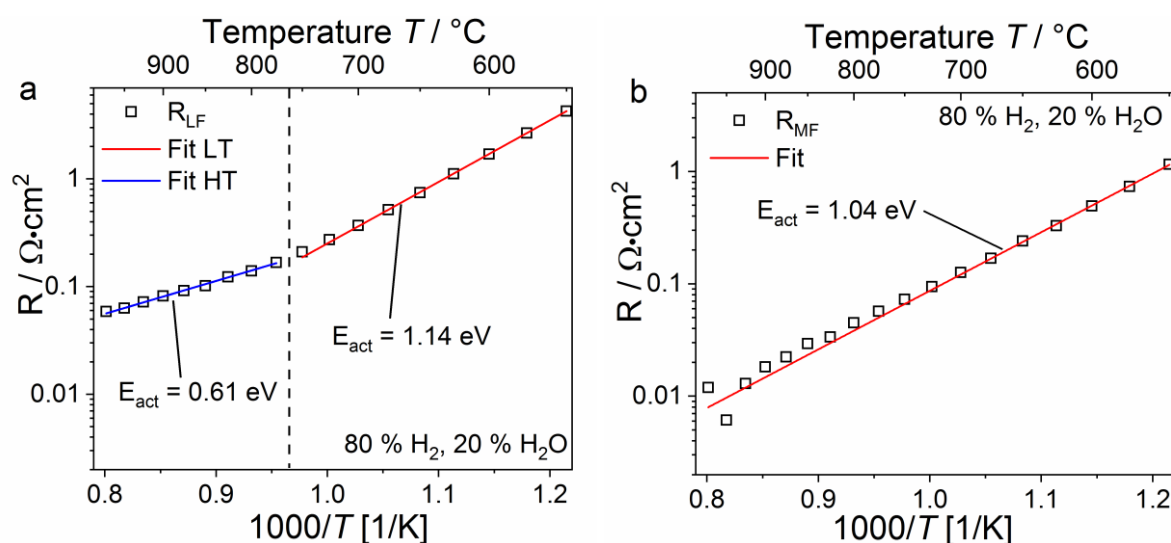 Temperature T / °C
900 800 700 600
a
R_LF
Fit LT
Fit HT
1
0.1
0.01
R / Ω·cm²
E_act = 1.14 eV
E_act = 0.61 eV
80 % H₂, 20 % H₂O
0.8 0.9 1.0 1.1 1.2
1000/T [1/K]
Temperature T / °C
900 800 700 600
b
80 % H₂, 20 % H₂O
R_MF
Fit
1
0.1
0.01
R / Ω·cm²
E_act = 1.04 eV
0.8 0.9 1.0 1.1 1.2
1000/T [1/K]